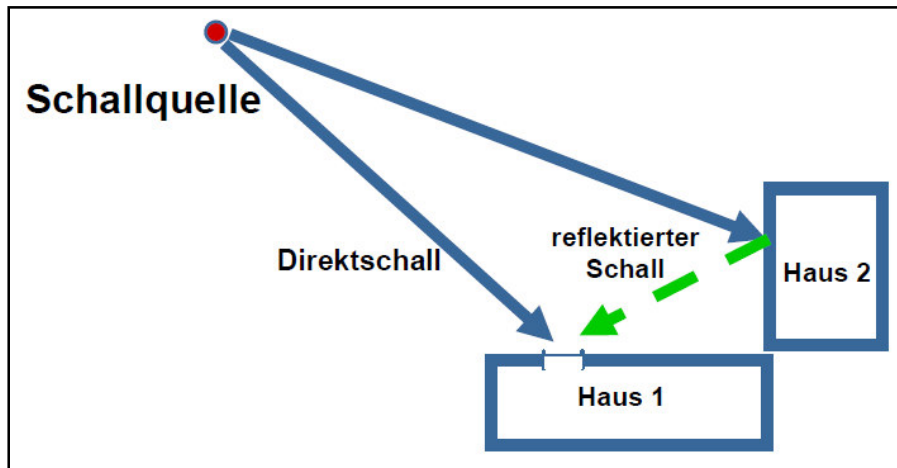 Schallquelle
Direktschall
reflektierter
Schall
Haus 2
Haus 1